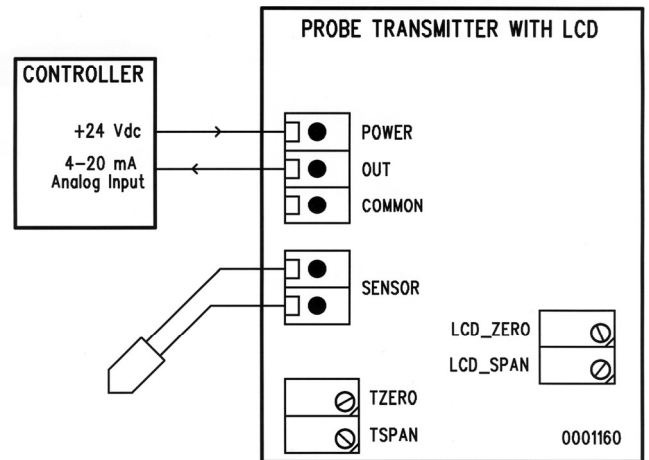 PROBE TRANSMITTER WITH LCD
CONTROLLER
+24 Vdc
4-20 mA
Analog Input
POWER
OUT
COMMON
SENSOR
LCD_ZERO
LCD_SPAN
TZERO
TSPAN
0001160